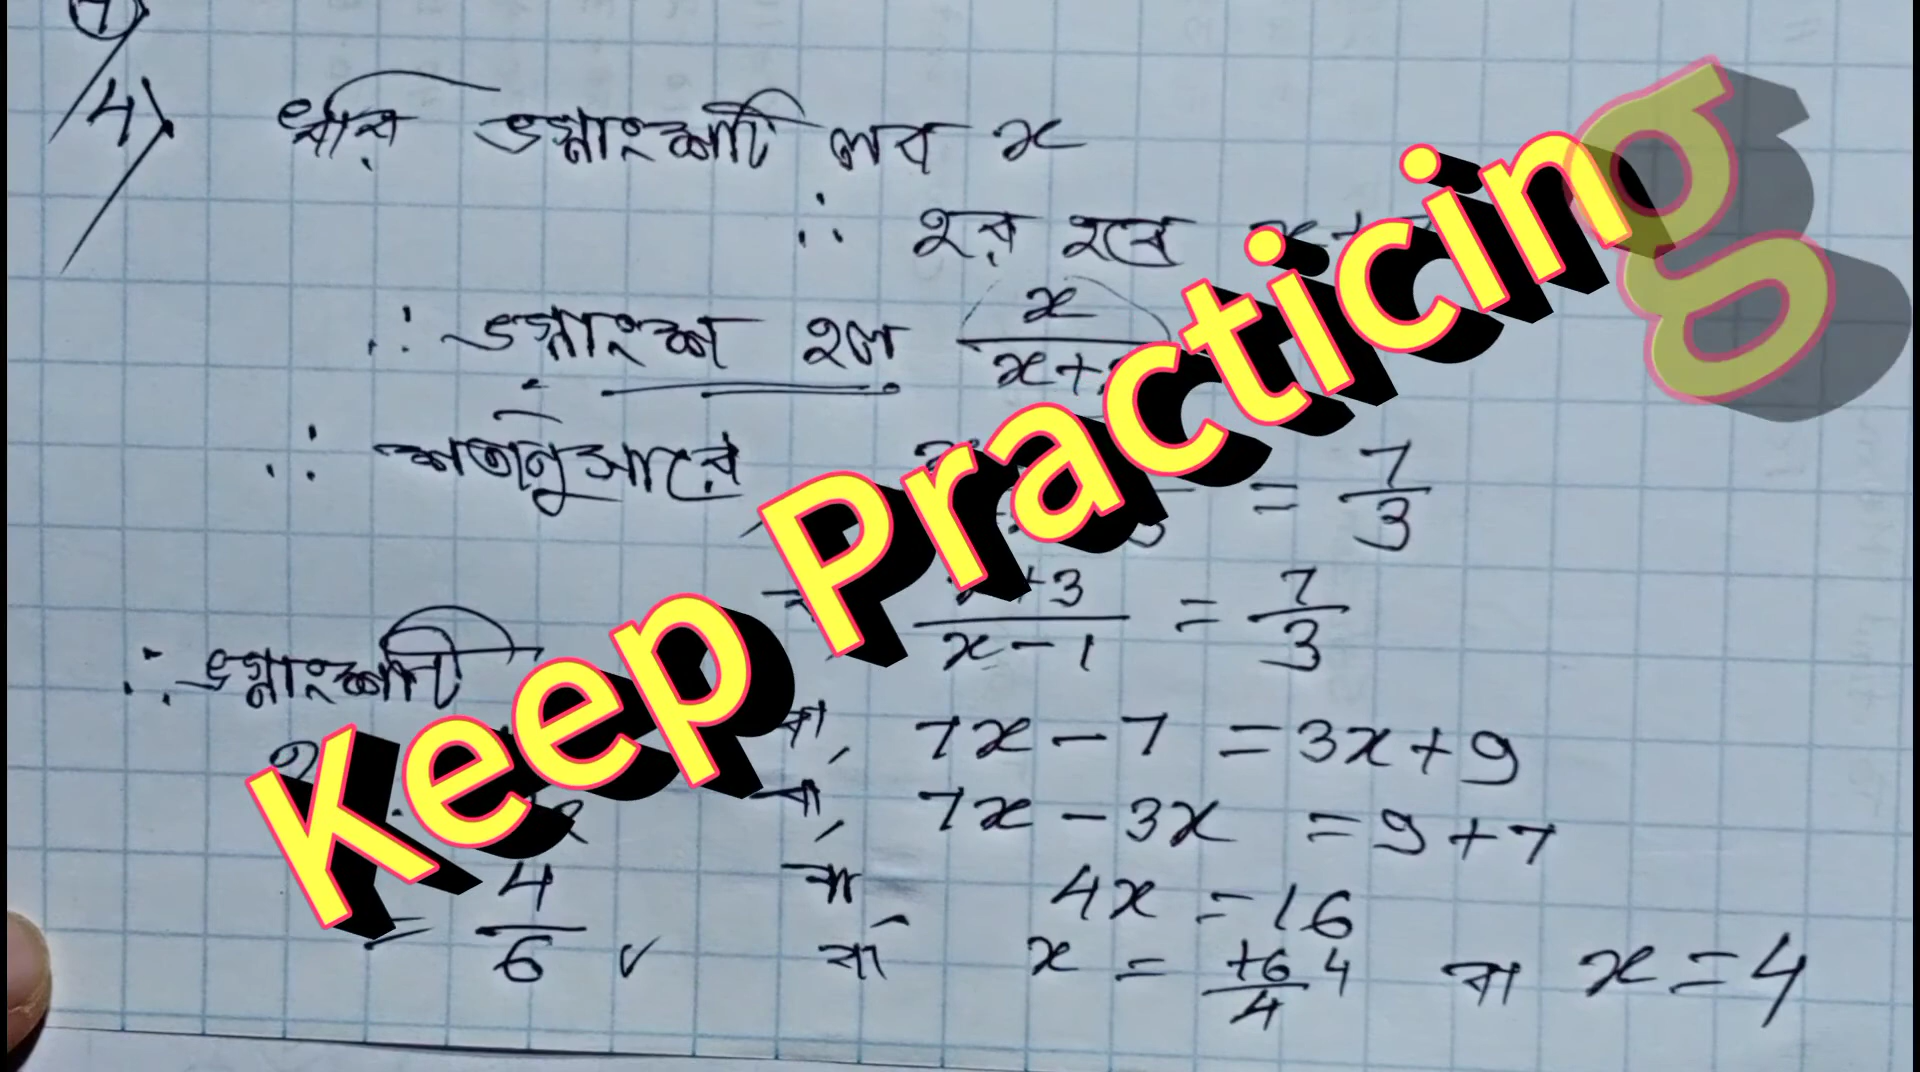 4)
ধরি ভগ্নাংশটি লব x
∴ হর হবে
∴ ভগ্নাংশ হল x
x+
∴ শর্তানুসারে, = 7/3
+3/x-1 = 7/3
∴ ভগ্নাংশটি
বা, 7x-7 = 3x+9
বা, 7x-3x = 9+7
= 4/6 বা 4x = 16
বা x = 16/4 4 বা x = 4
Keep Practicing